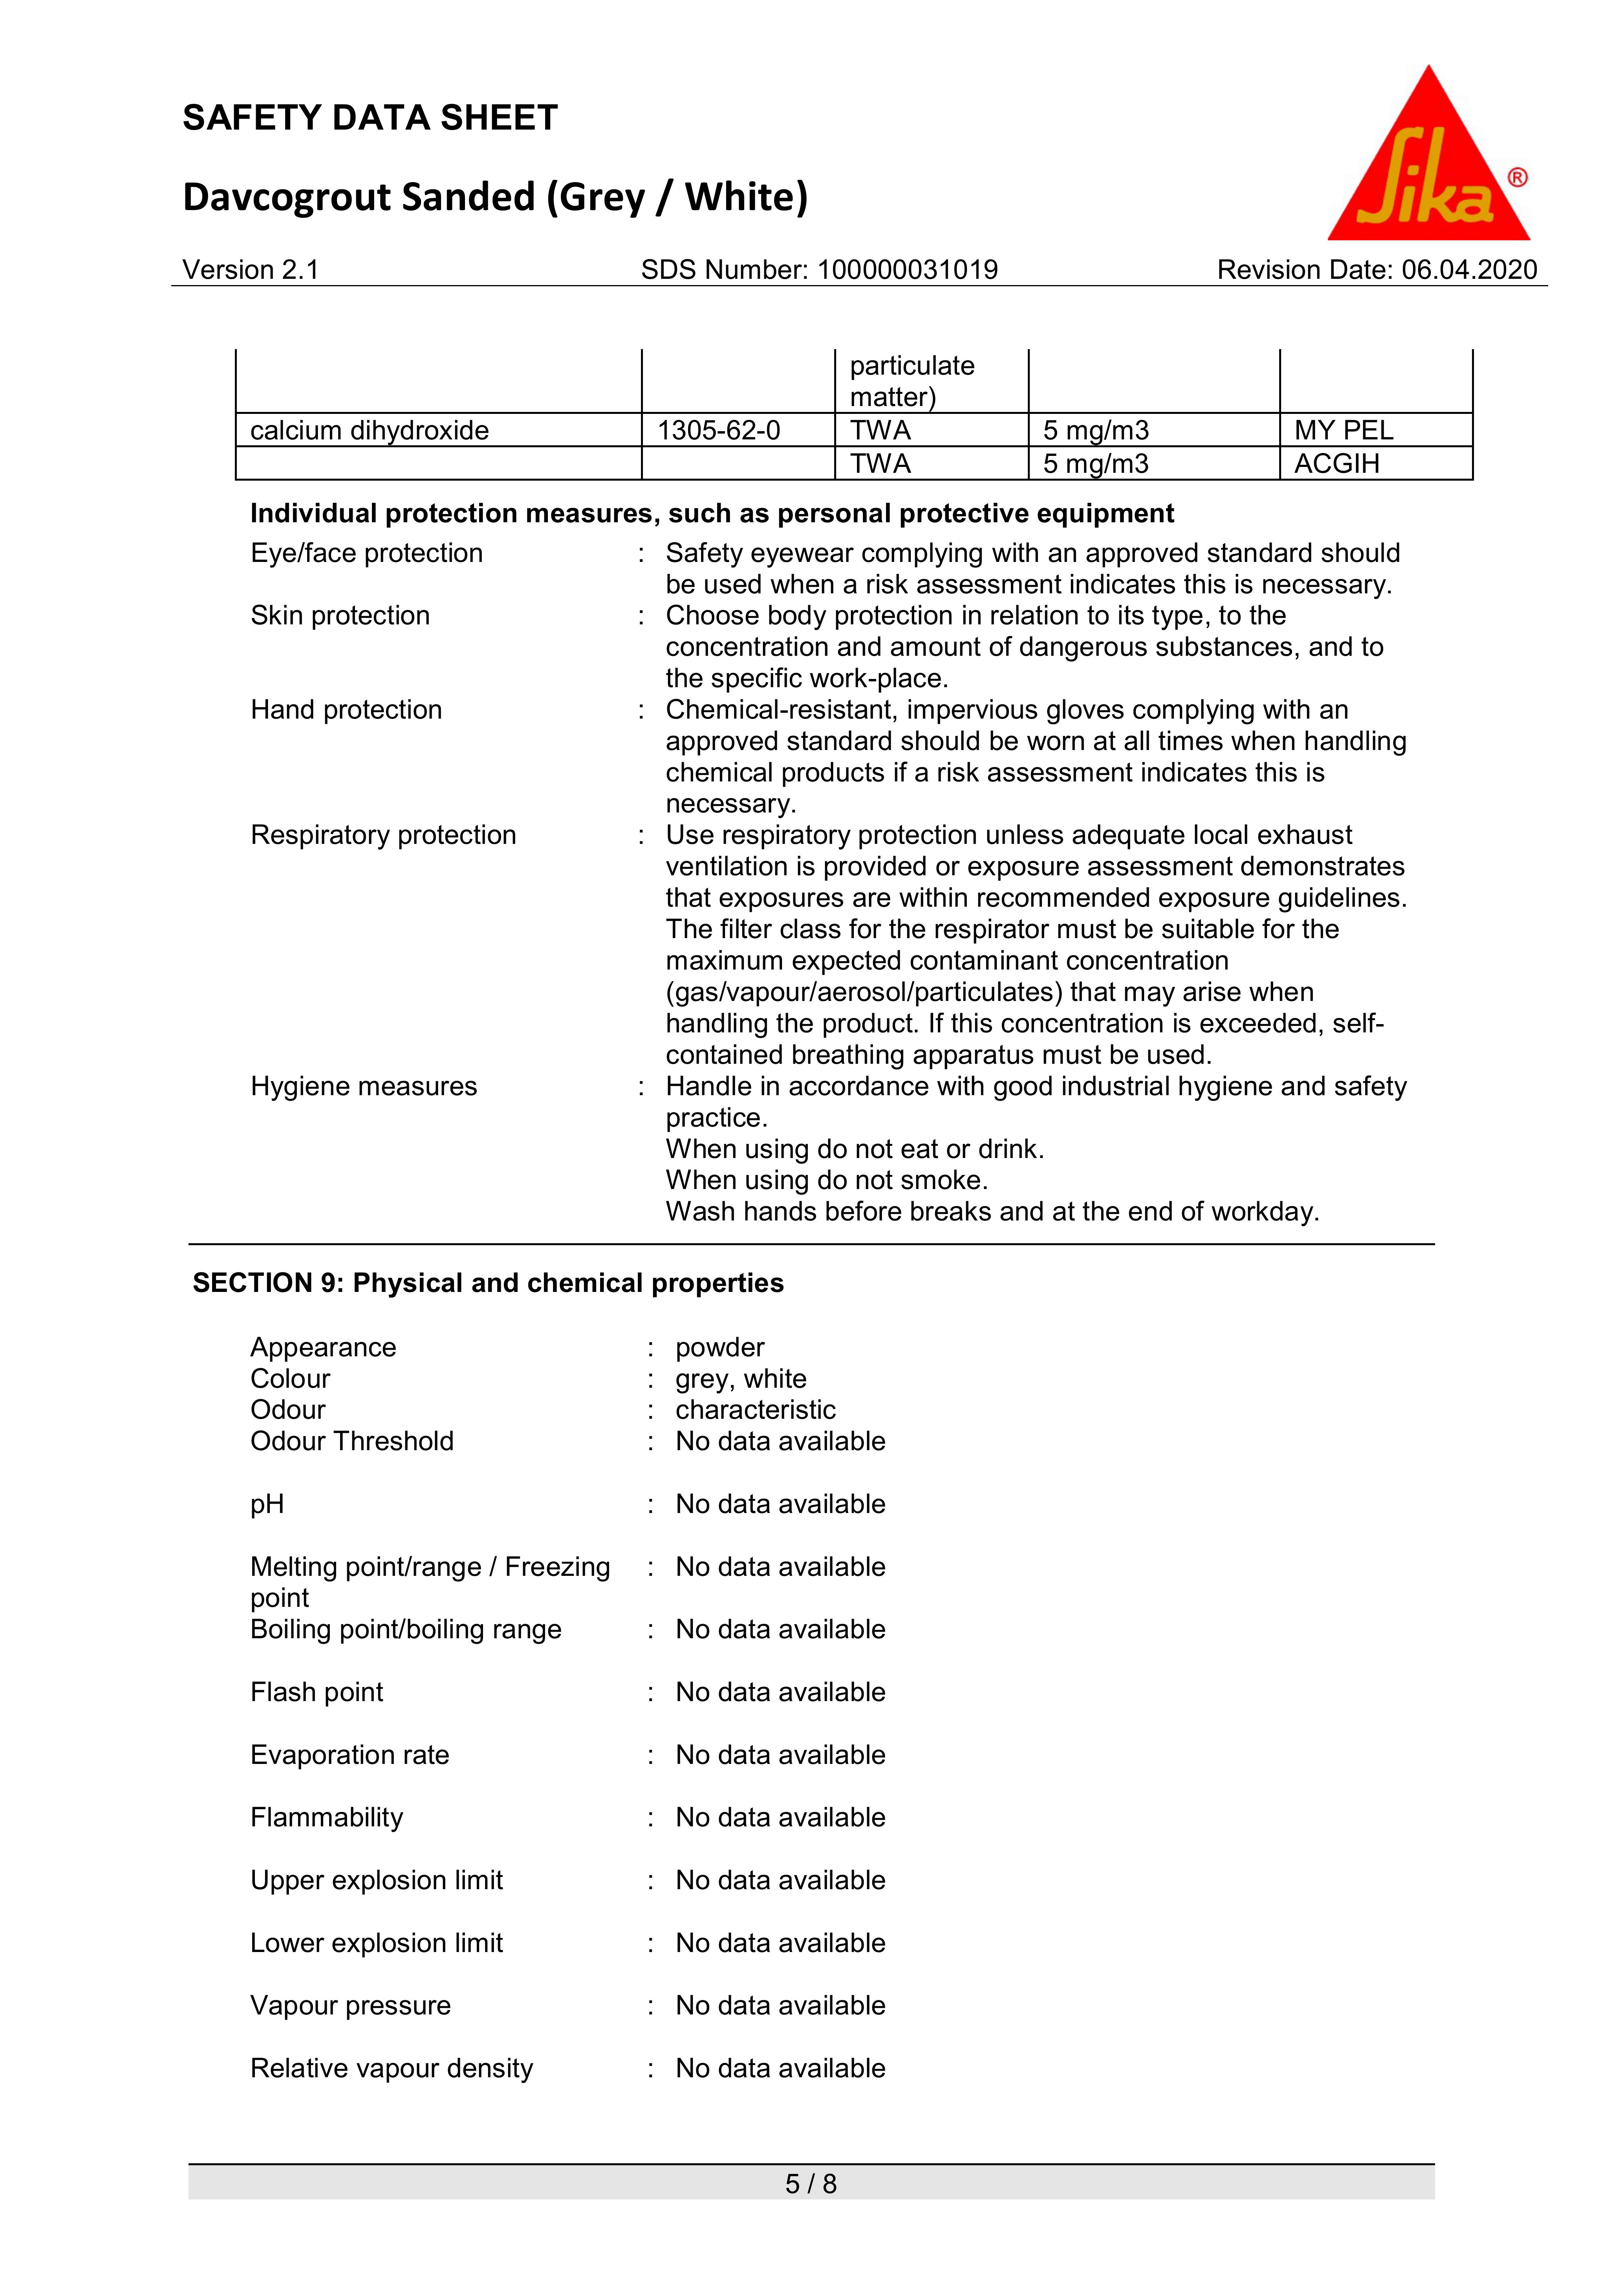 SAFETY DATA SHEET
Davcogrout Sanded (Grey / White)
Sika ®
Version 2.1 SDS Number: 100000031019 Revision Date: 06.04.2020
particulate
matter)
calcium dihydroxide 1305-62-0 TWA 5 mg/m3 MY PEL
TWA 5 mg/m3 ACGIH
Individual protection measures, such as personal protective equipment
Eye/face protection : Safety eyewear complying with an approved standard should
be used when a risk assessment indicates this is necessary.
Skin protection : Choose body protection in relation to its type, to the
concentration and amount of dangerous substances, and to
the specific work-place.
Hand protection : Chemical-resistant, impervious gloves complying with an
approved standard should be worn at all times when handling
chemical products if a risk assessment indicates this is
necessary.
Respiratory protection : Use respiratory protection unless adequate local exhaust
ventilation is provided or exposure assessment demonstrates
that exposures are within recommended exposure guidelines.
The filter class for the respirator must be suitable for the
maximum expected contaminant concentration
(gas/vapour/aerosol/particulates) that may arise when
handling the product. If this concentration is exceeded, self-
contained breathing apparatus must be used.
Hygiene measures : Handle in accordance with good industrial hygiene and safety
practice.
When using do not eat or drink.
When using do not smoke.
Wash hands before breaks and at the end of workday.
SECTION 9: Physical and chemical properties
Appearance : powder
Colour : grey, white
Odour : characteristic
Odour Threshold : No data available
pH : No data available
Melting point/range / Freezing : No data available
point
Boiling point/boiling range : No data available
Flash point : No data available
Evaporation rate : No data available
Flammability : No data available
Upper explosion limit : No data available
Lower explosion limit : No data available
Vapour pressure : No data available
Relative vapour density : No data available
5 / 8